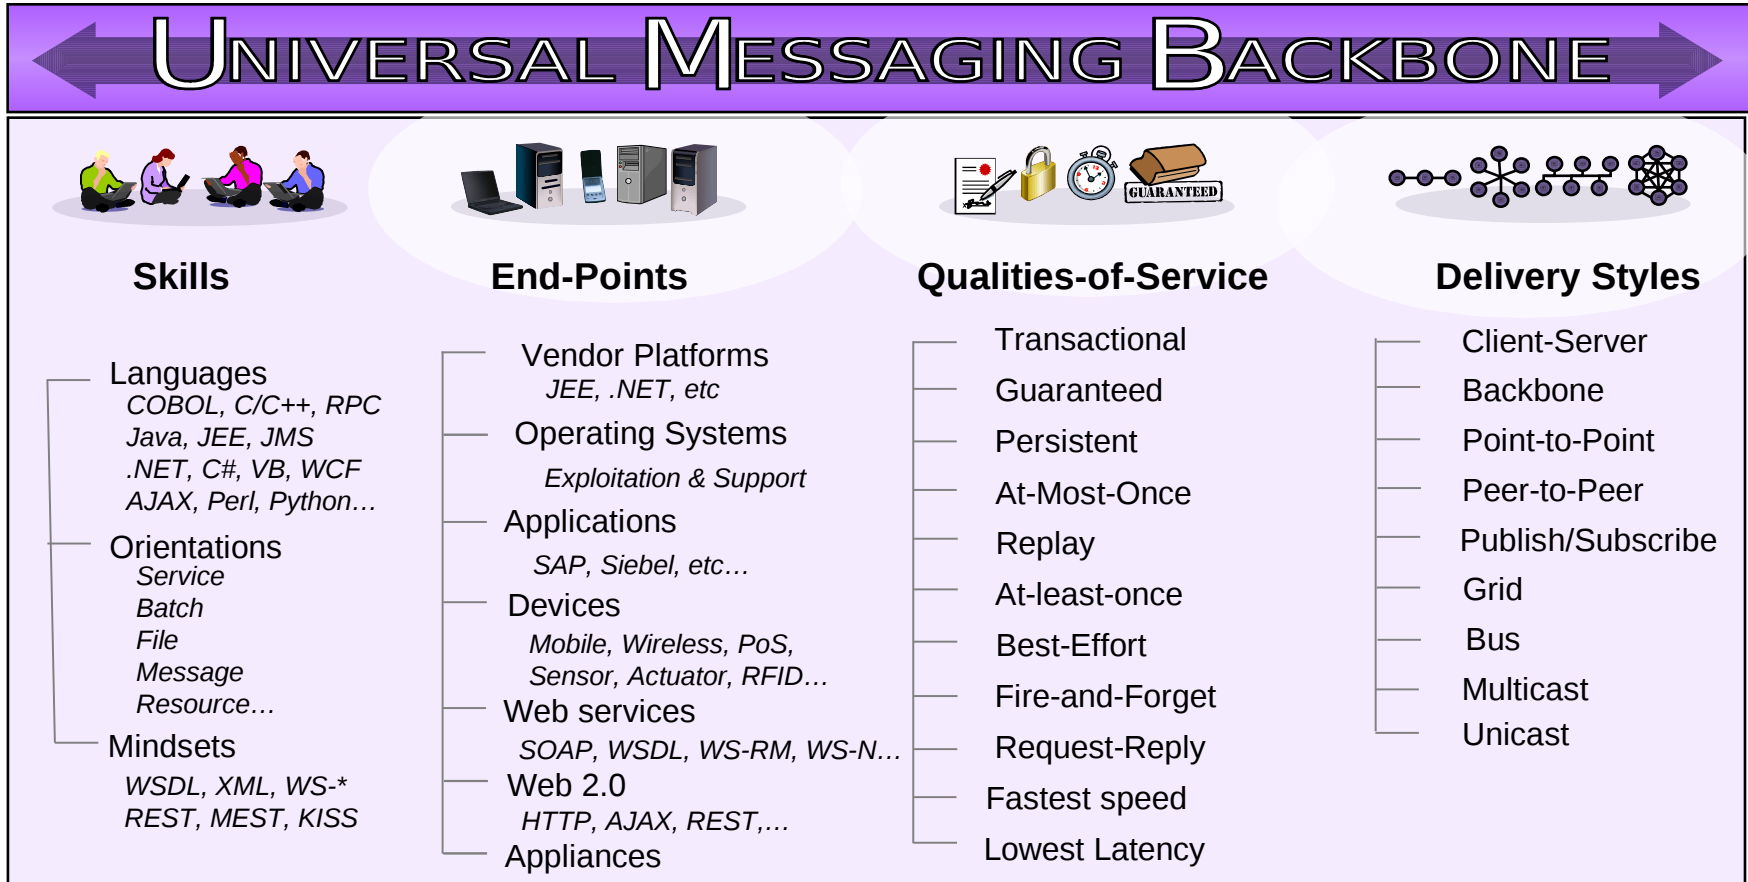 UNIVERSAL MESSAGING BACKBONE
GUARANTEED
Skills
Languages
COBOL, C/C++, RPC
Java, JEE, JMS
.NET, C#, VB, WCF
AJAX, Perl, Python…
Orientations
Service
Batch
File
Message
Resource…
Mindsets
WSDL, XML, WS-*
REST, MEST, KISS
End-Points
Vendor Platforms
JEE, .NET, etc
Operating Systems
Exploitation & Support
Applications
SAP, Siebel, etc…
Devices
Mobile, Wireless, PoS,
Sensor, Actuator, RFID…
Web services
SOAP, WSDL, WS-RM, WS-N…
Web 2.0
HTTP, AJAX, REST,…
Appliances
Qualities-of-Service
Transactional
Guaranteed
Persistent
At-Most-Once
Replay
At-least-once
Best-Effort
Fire-and-Forget
Request-Reply
Fastest speed
Lowest Latency
Delivery Styles
Client-Server
Backbone
Point-to-Point
Peer-to-Peer
Publish/Subscribe
Grid
Bus
Multicast
Unicast